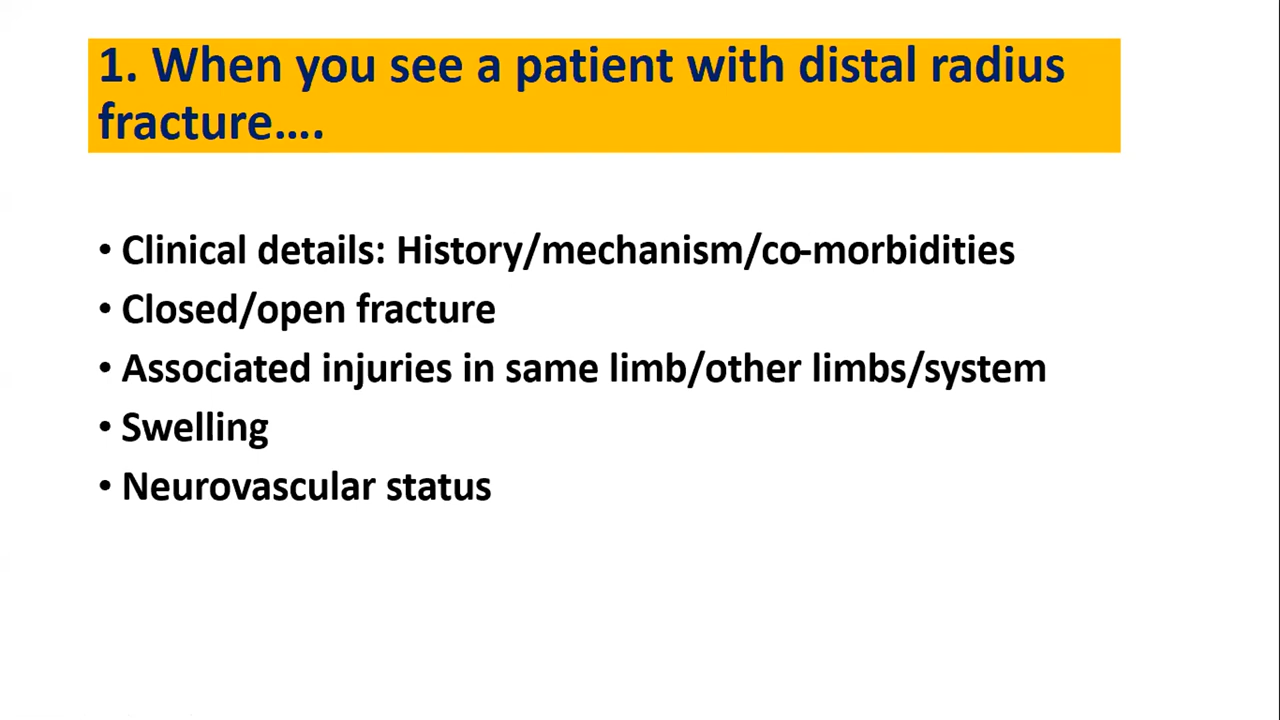 1. When you see a patient with distal radius
fracture....
• Clinical details: History/mechanism/co-morbidities
• Closed/open fracture
• Associated injuries in same limb/other limbs/system
• Swelling
• Neurovascular status